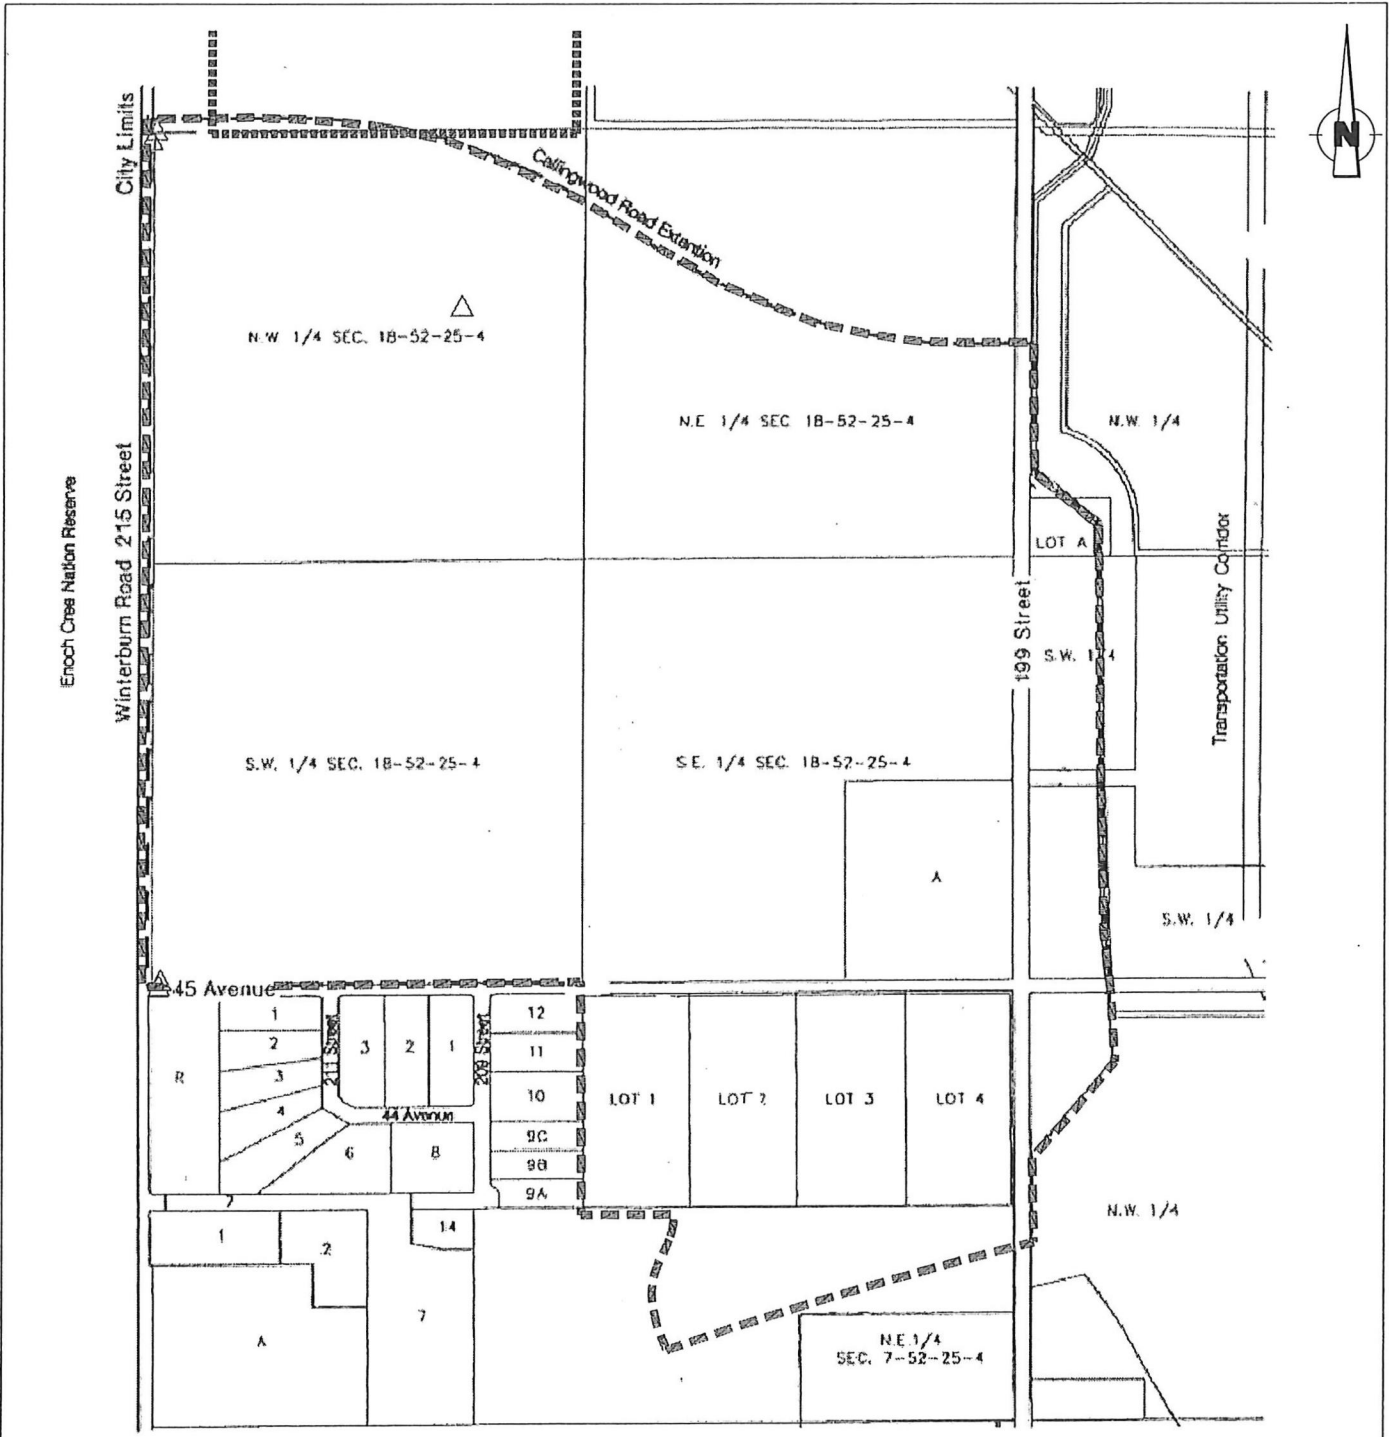 City Limits
N
Callingwood Road Extention
N.W 1/4 SEC. 18-52-25-4
N.E 1/4 SEC 18-52-25-4
N.W. 1/4
Winterburn Road 215 Street
Enoch Cree Nation Reserve
LOT A
Transportation Utility Corridor
199 Street
S.W. 1/4
S.W. 1/4 SEC. 18-52-25-4
S.E. 1/4 SEC. 18-52-25-4
A
S.W. 1/4
45 Avenue
1
2
3
4
5
6
R
211 Street
3
2
1
209 Street
44 Avenue
8
12
11
10
9C
9B
9A
LOT 1
LOT 2
LOT 3
LOT 4
N.W. 1/4
7
1
2
14
7
A
N.E.1/4
SEC. 7-52-25-4